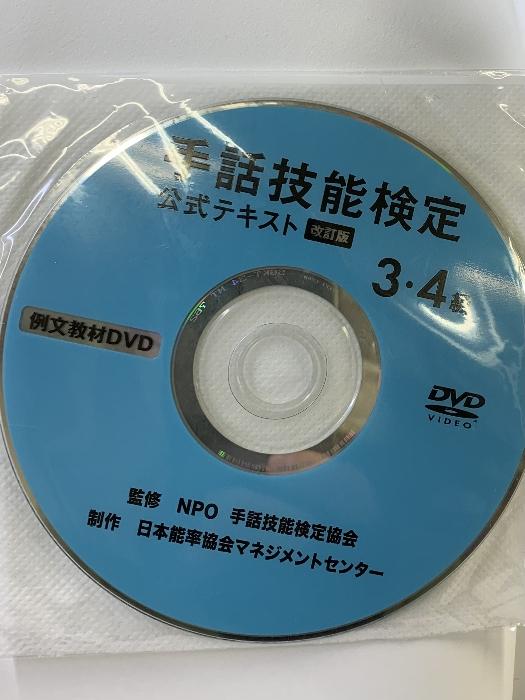 手話技能検定
公式テキスト 改訂版
3・4級
例文教材DVD
DVD
VIDEO
監修 NPO 手話技能検定協会
制作 日本能率協会マネジメントセンター